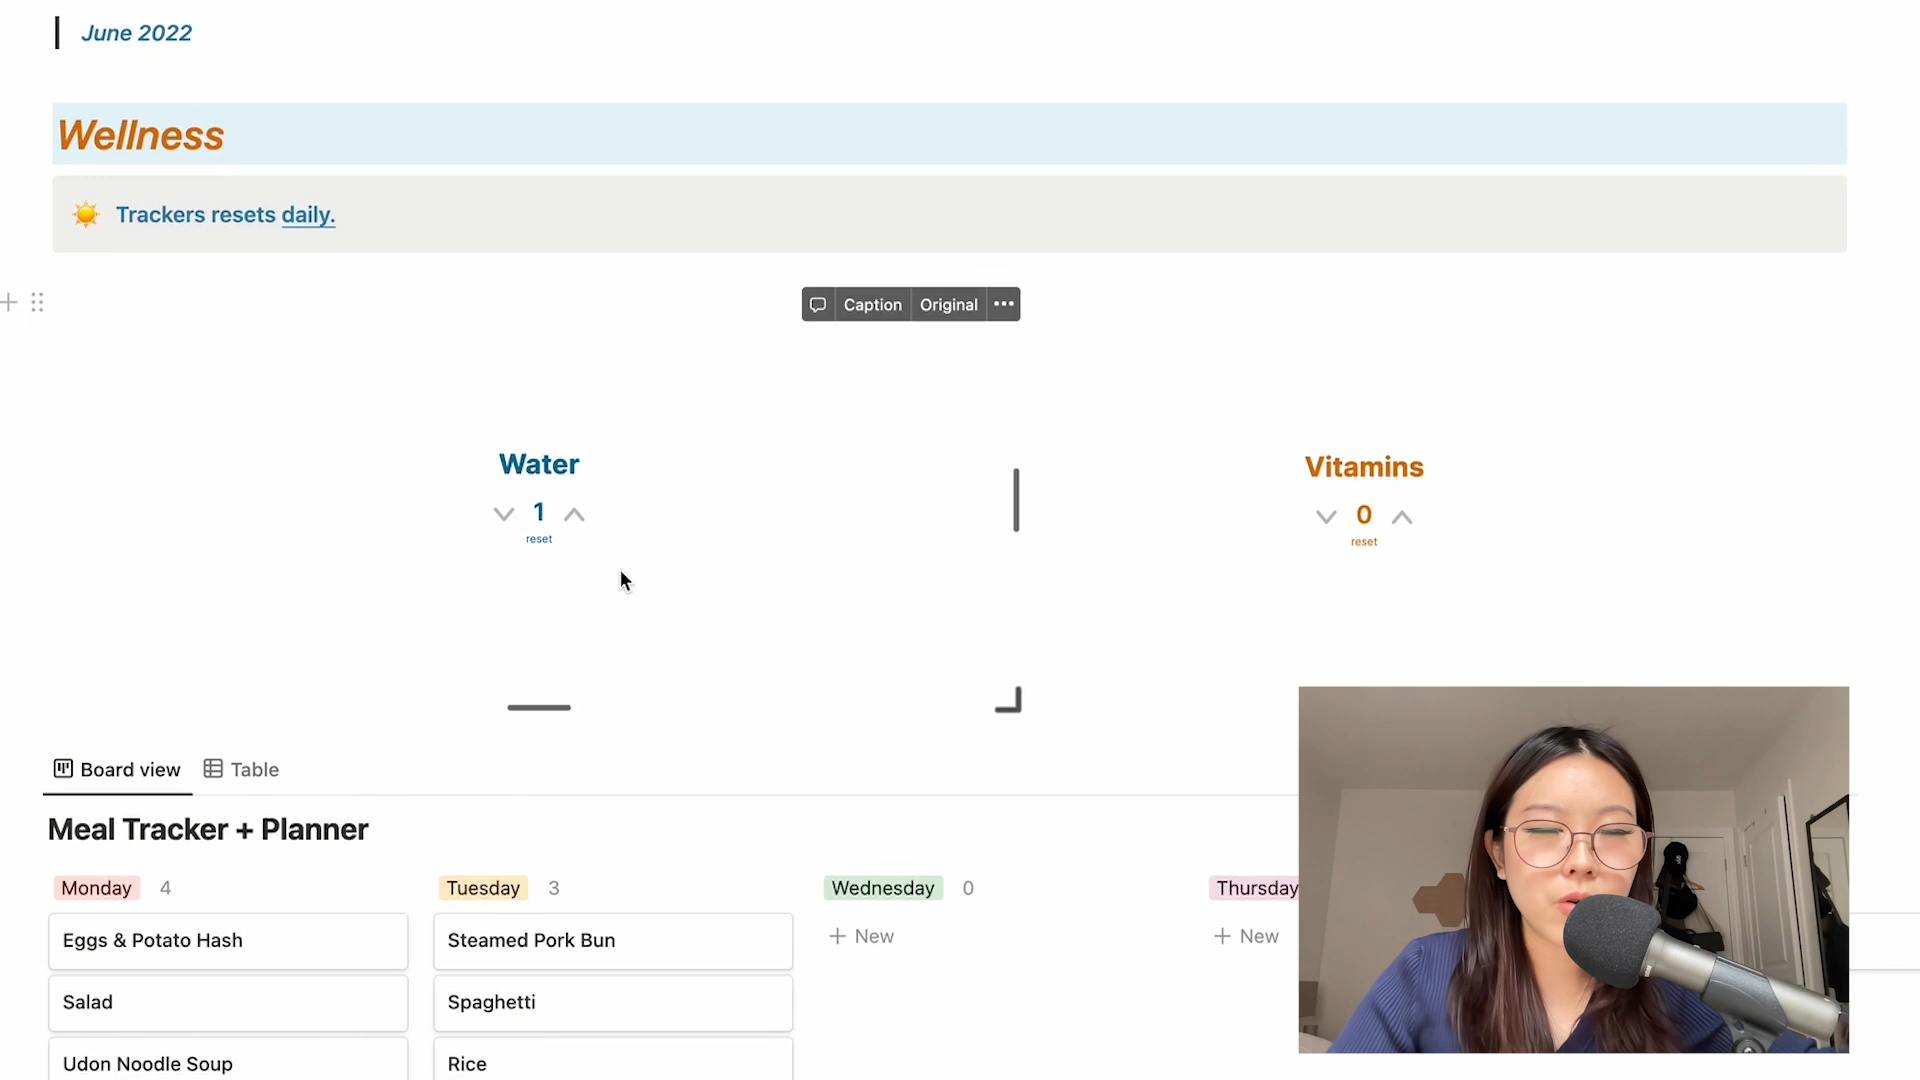 June 2022
Wellness
Trackers resets daily.
Caption Original
Water
1
reset
Vitamins
0
reset
Board view Table
Meal Tracker + Planner
Monday 4
Tuesday 3
Wednesday 0
Thursday
Eggs & Potato Hash
Steamed Pork Bun
+ New
+ New
Salad
Spaghetti
Udon Noodle Soup
Rice